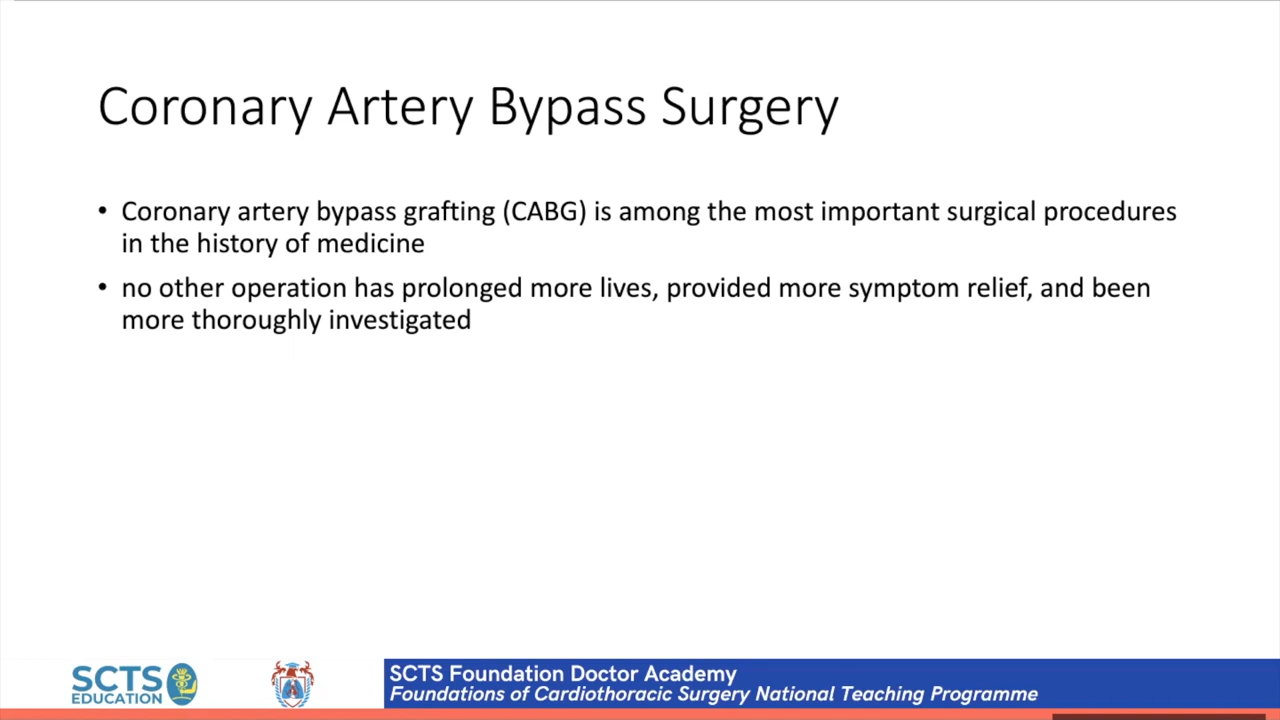 Coronary Artery Bypass Surgery
• Coronary artery bypass grafting (CABG) is among the most important surgical procedures
in the history of medicine
• no other operation has prolonged more lives, provided more symptom relief, and been
more thoroughly investigated
SCTS
EDUCATION
SCTS Foundation Doctor Academy
Foundations of Cardiothoracic Surgery National Teaching Programme